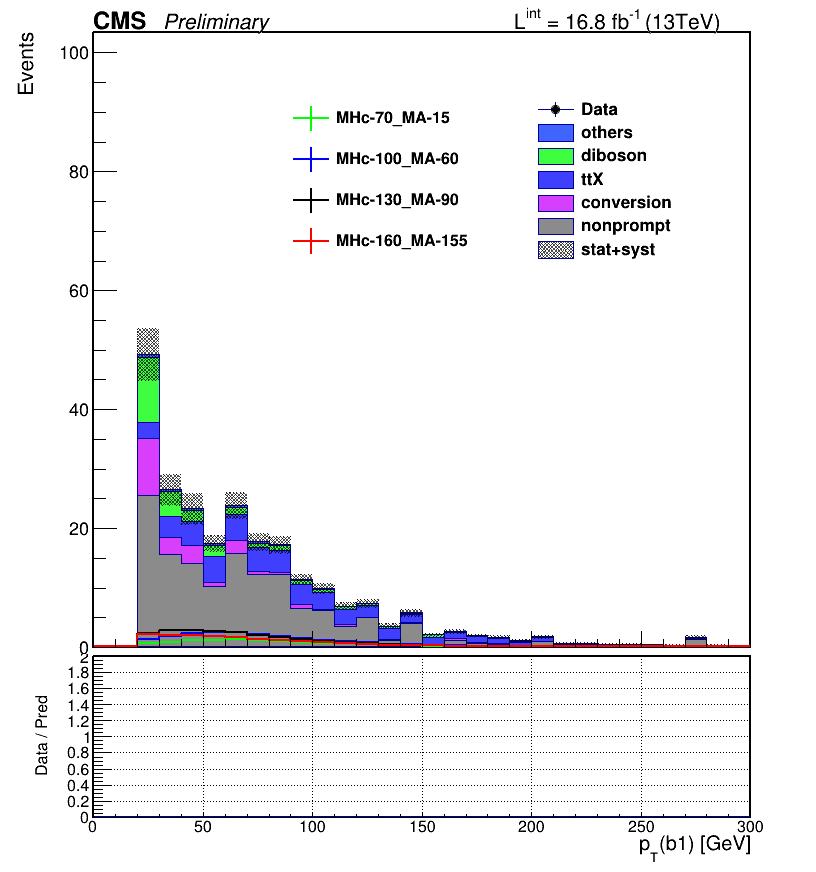 CMS Preliminary L^int = 16.8 fb^-1 (13TeV)
Events
100
80
60
40
20
0
MHc-70_MA-15
MHc-100_MA-60
MHc-130_MA-90
MHc-160_MA-155
Data
others
diboson
ttX
conversion
nonprompt
stat+syst
Data / Pred
2
1.8
1.6
1.4
1.2
1
0.8
0.6
0.4
0.2
0
0 50 100 150 200 250 300
p_T(b1) [GeV]